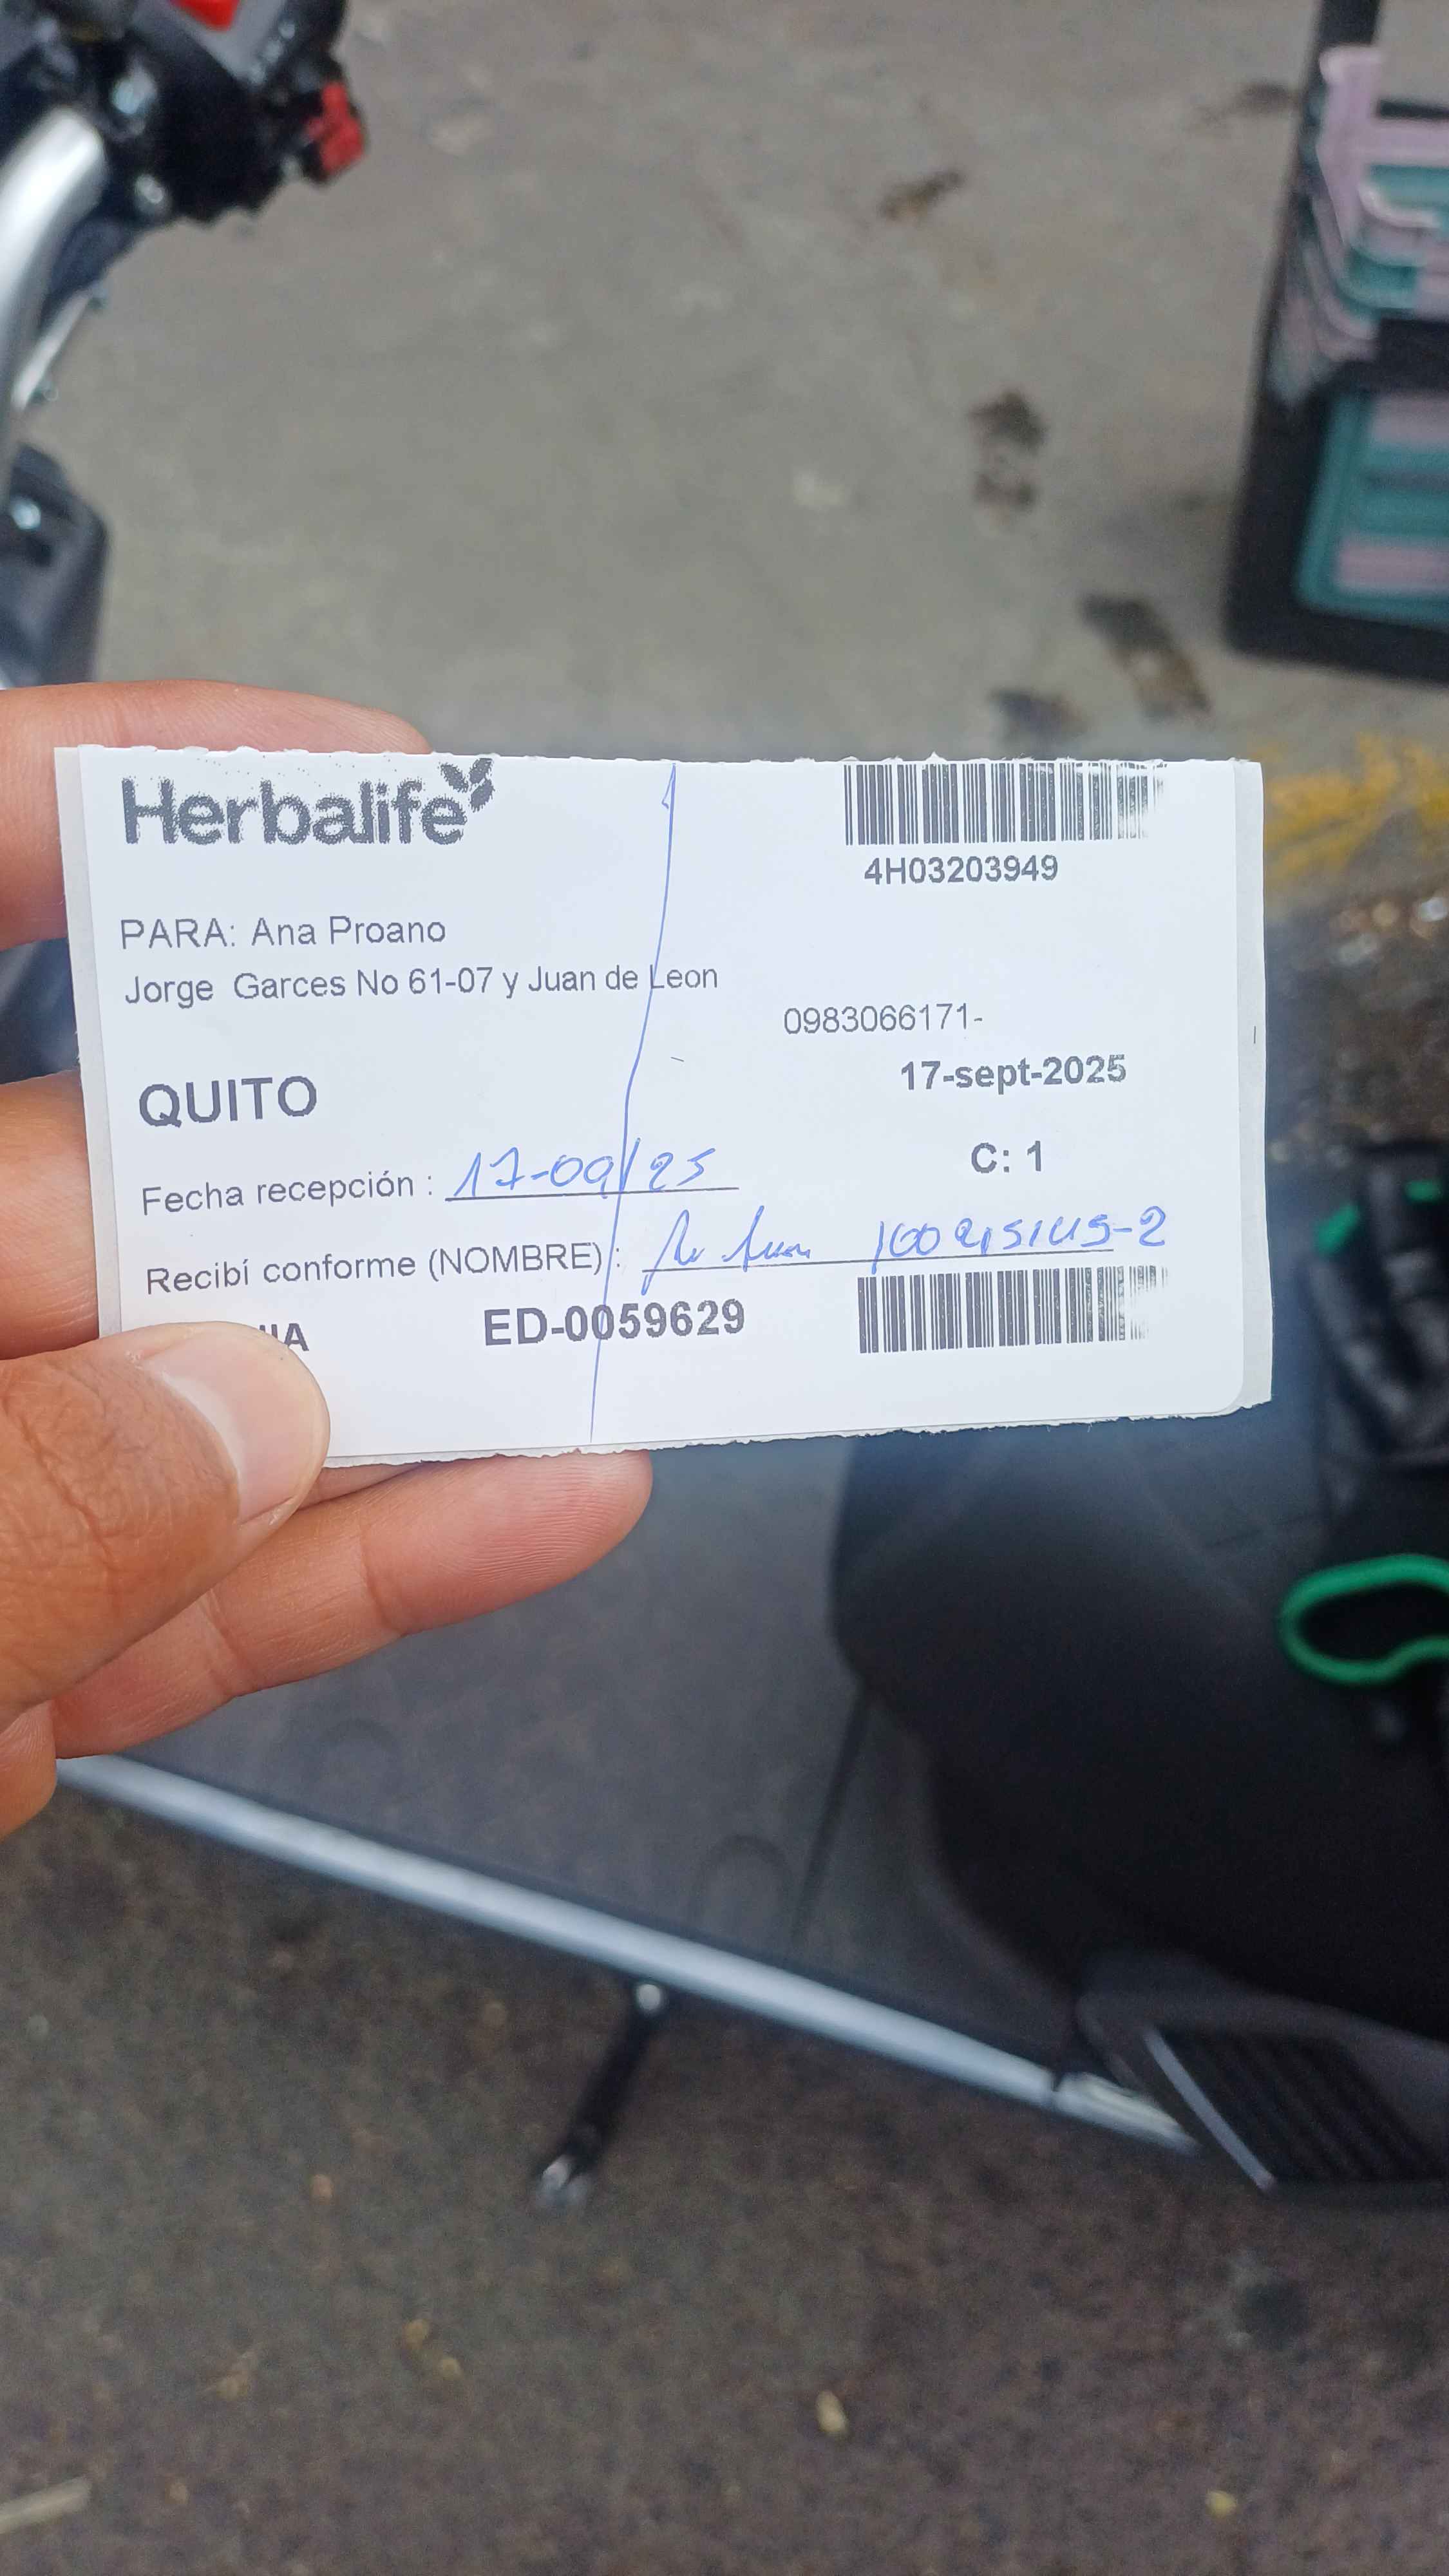 Herbalife
4H03203949
PARA: Ana Proano
Jorge Garces No 61-07 y Juan de Leon
0983066171-
17-sept-2025
QUITO
C: 1
Fecha recepción : 17-09/25
Recibí conforme (NOMBRE) :
ED-0059629